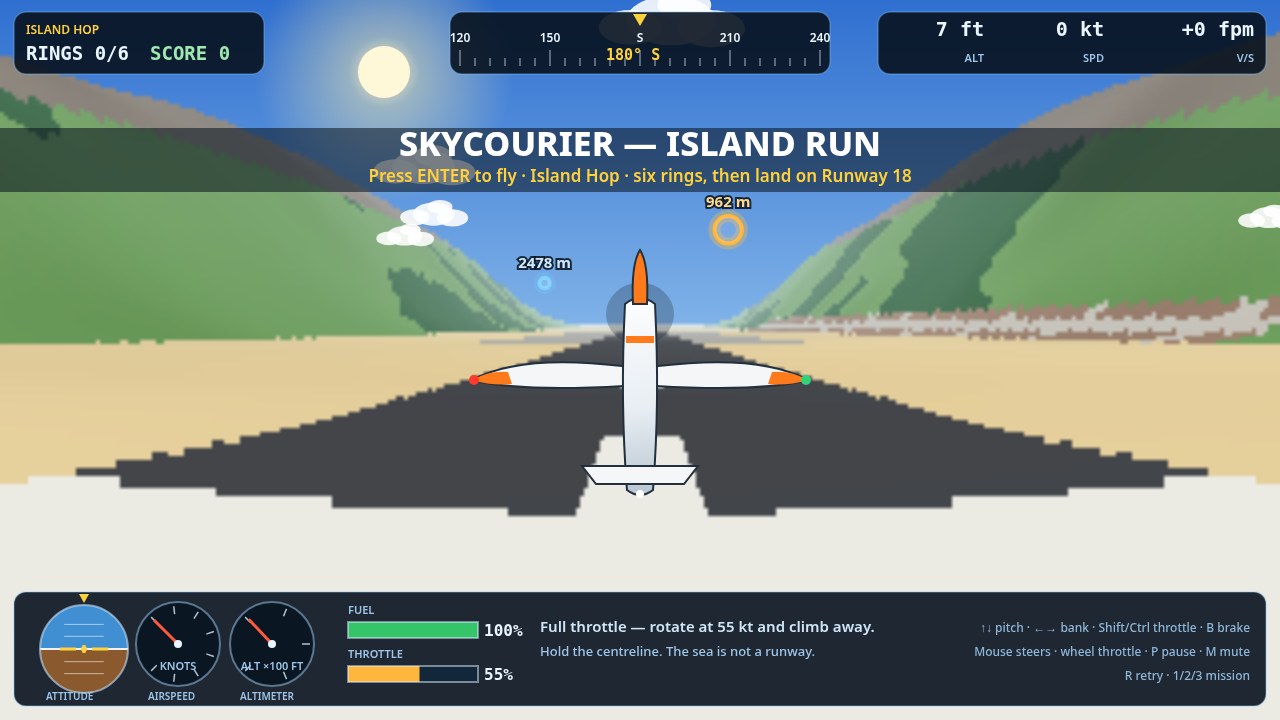 ISLAND HOP
RINGS 0/6 SCORE 0
120 150 S 210 240
180° S
7 ft 0 kt +0 fpm
ALT SPD V/S
SKYCOURIER — ISLAND RUN
Press ENTER to fly · Island Hop · six rings, then land on Runway 18
962 m
2478 m
KNOTS
ALT ×100 FT
ATTITUDE AIRSPEED ALTIMETER
FUEL
100%
THROTTLE
55%
Full throttle — rotate at 55 kt and climb away.
Hold the centreline. The sea is not a runway.
↑↓ pitch · ←→ bank · Shift/Ctrl throttle · B brake
Mouse steers · wheel throttle · P pause · M mute
R retry · 1/2/3 mission